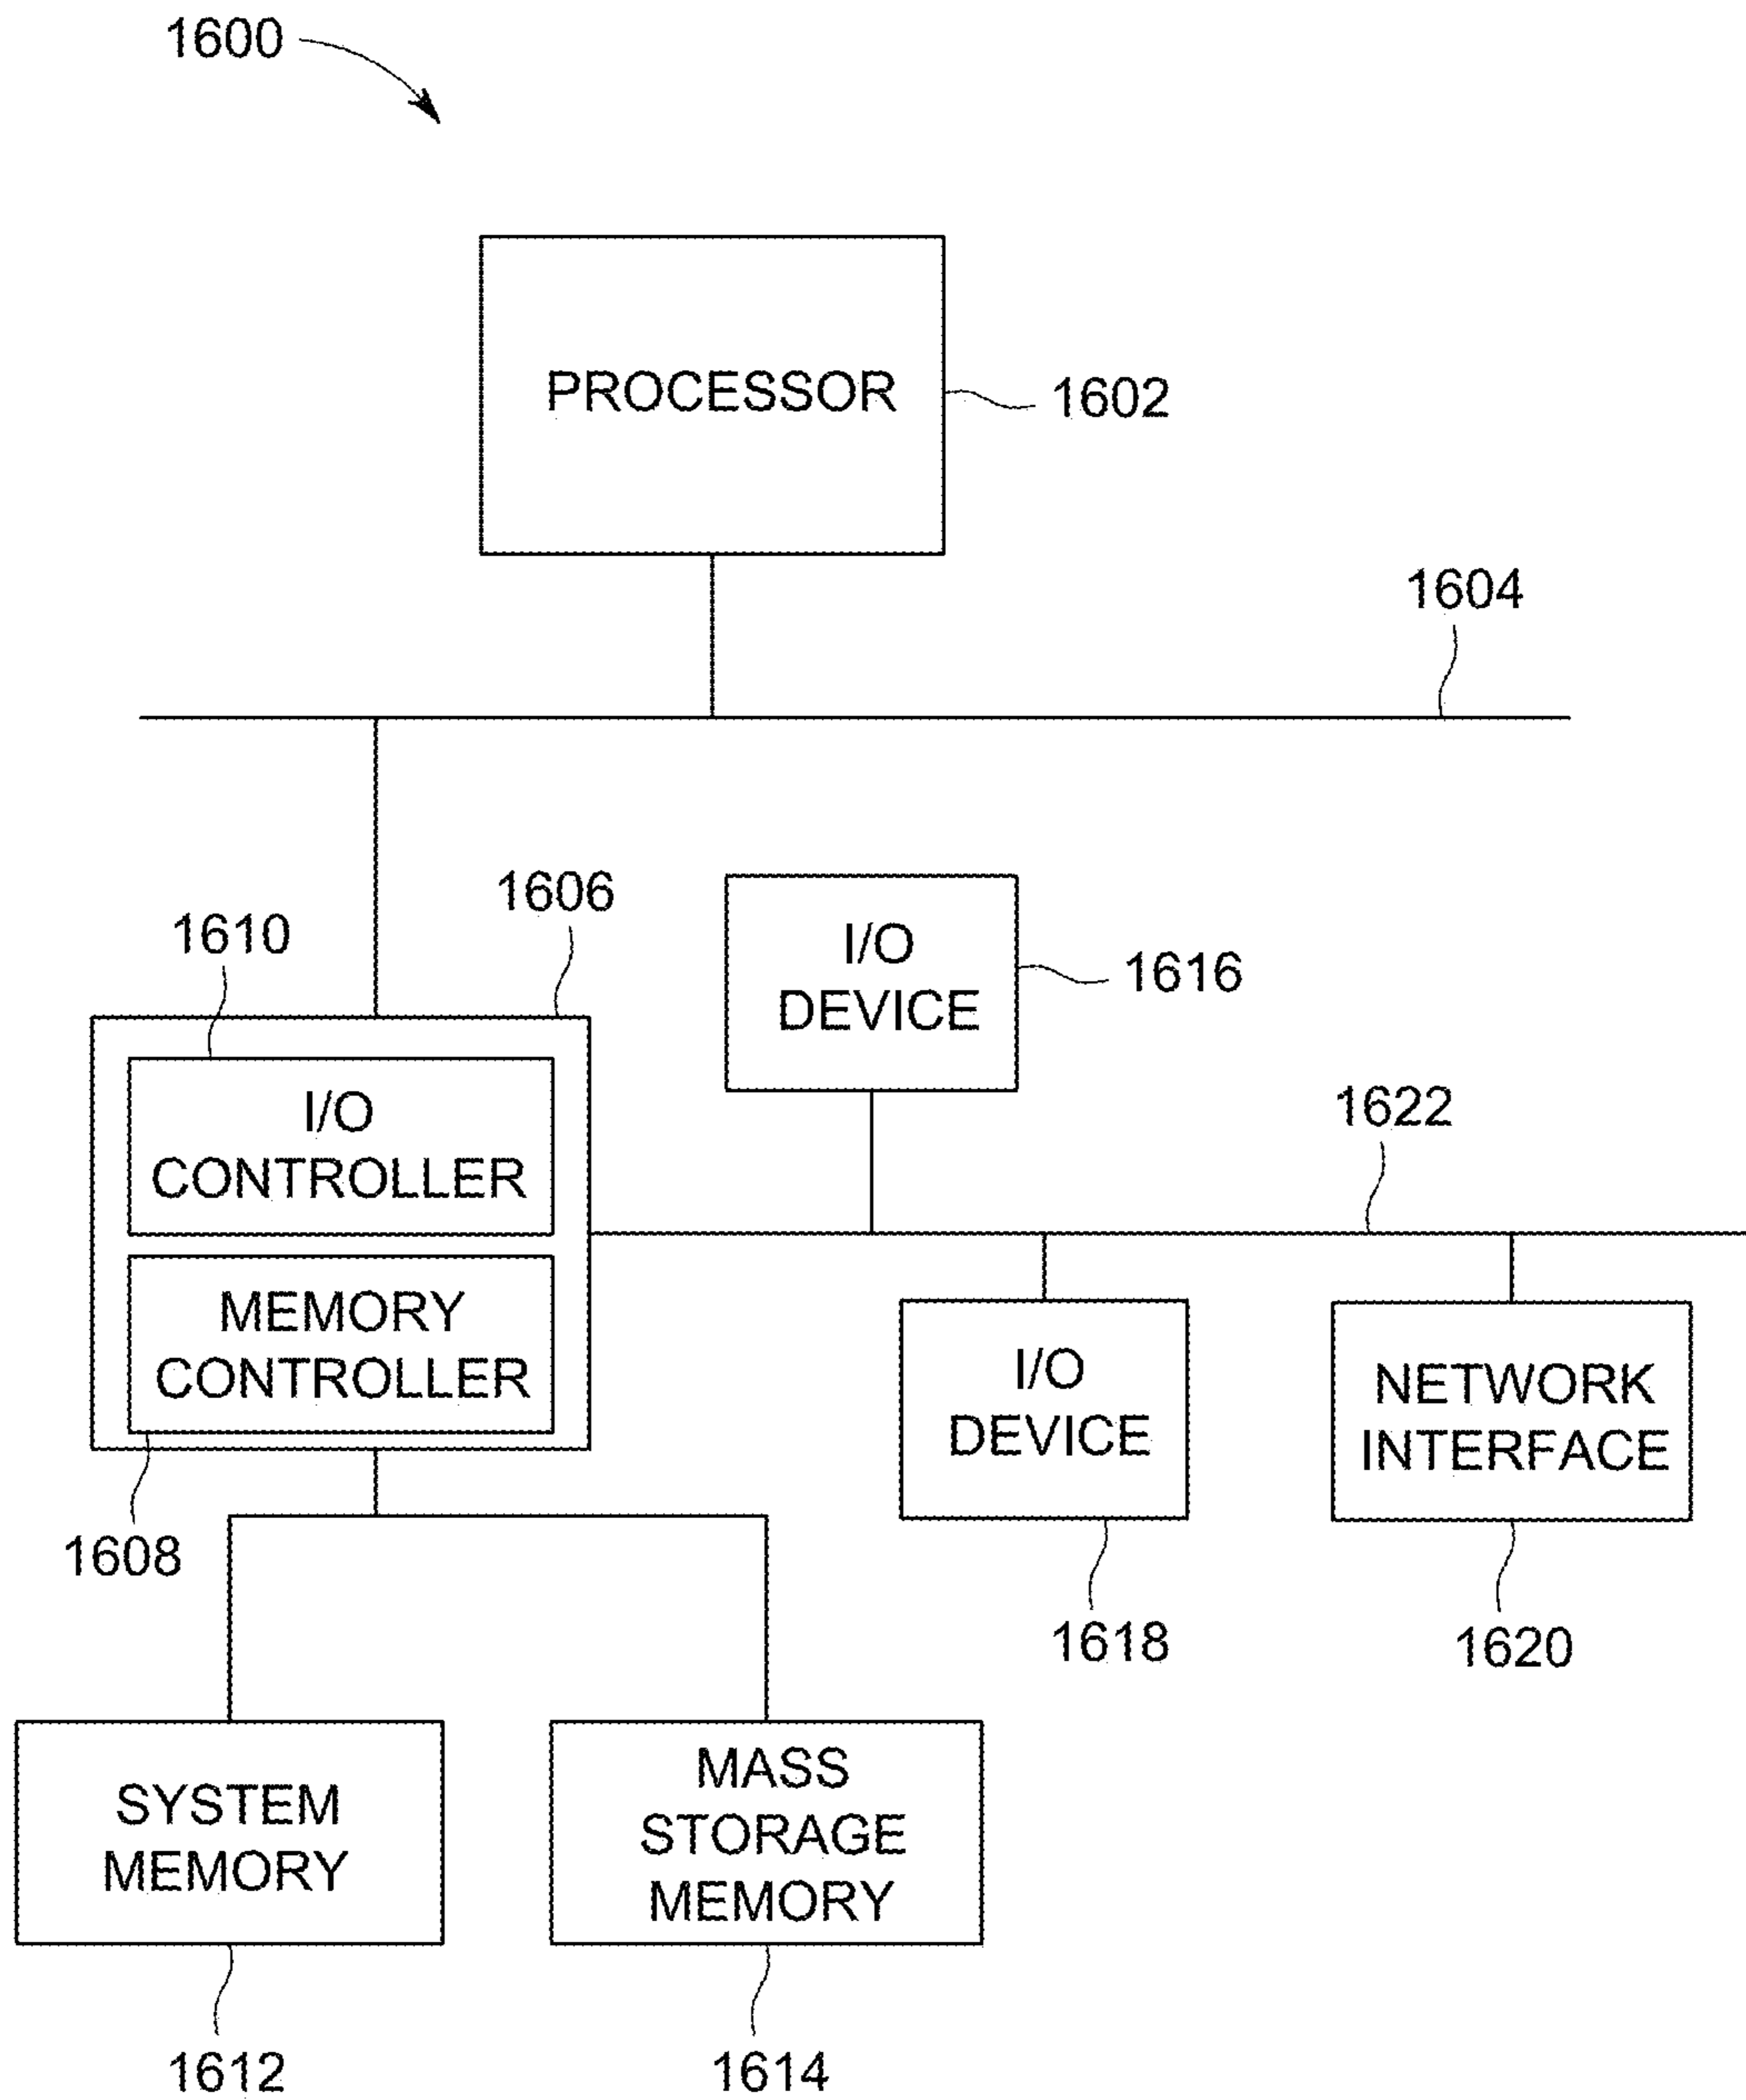 1600
PROCESSOR
1602
1604
1606
1610
I/O
DEVICE
1616
I/O
CONTROLLER
1622
MEMORY
CONTROLLER
I/O
DEVICE
NETWORK
INTERFACE
1608
1618
1620
SYSTEM
MEMORY
MASS
STORAGE
MEMORY
1612
1614